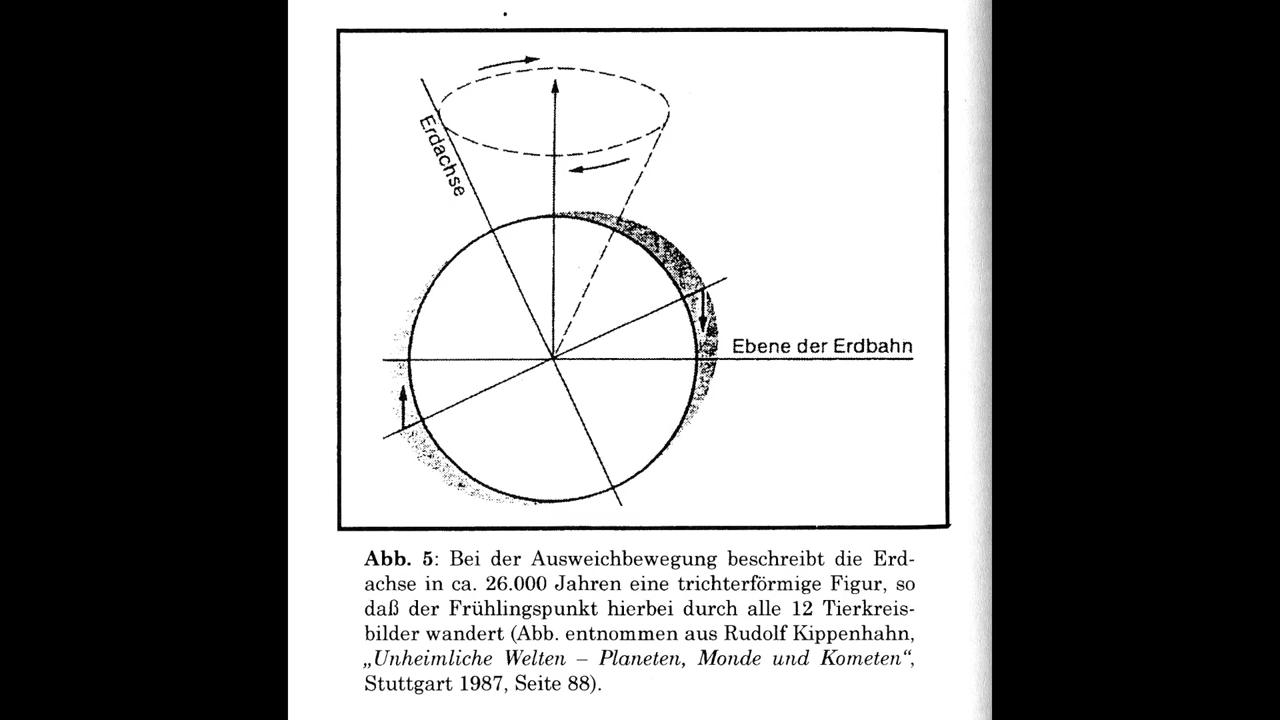 Erdachse
Ebene der Erdbahn
Abb. 5: Bei der Ausweichbewegung beschreibt die Erd-
achse in ca. 26.000 Jahren eine trichterförmige Figur, so
daß der Frühlingspunkt hierbei durch alle 12 Tierkreis-
bilder wandert (Abb. entnommen aus Rudolf Kippenhahn,
„Unheimliche Welten – Planeten, Monde und Kometen“,
Stuttgart 1987, Seite 88).